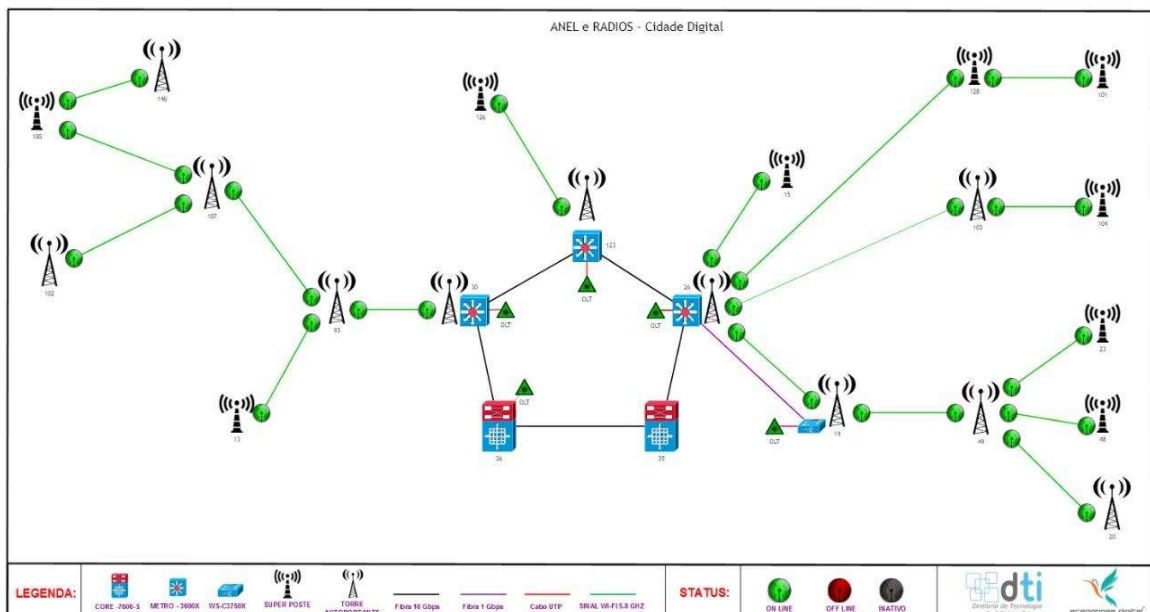 ANEL e RADIOS - Cidade Digital
146
126
128
101
107
15
103
104
102
123
30
26
93
OLT
OLT
OLT
OLT
13
36
35
OLT
14
49
23
48
20
LEGENDA:
CORE -7606-S
METRO - 3600X
WS-C3750X
SUPER POSTE
TORRE
Fibra 10 Gbps
Fibra 1 Gbps
Cabo UTP
SINAL WI-FI 5.8 GHZ
STATUS:
ON LINE
OFF LINE
INATIVO
dti
Diretoria de Tecnologia